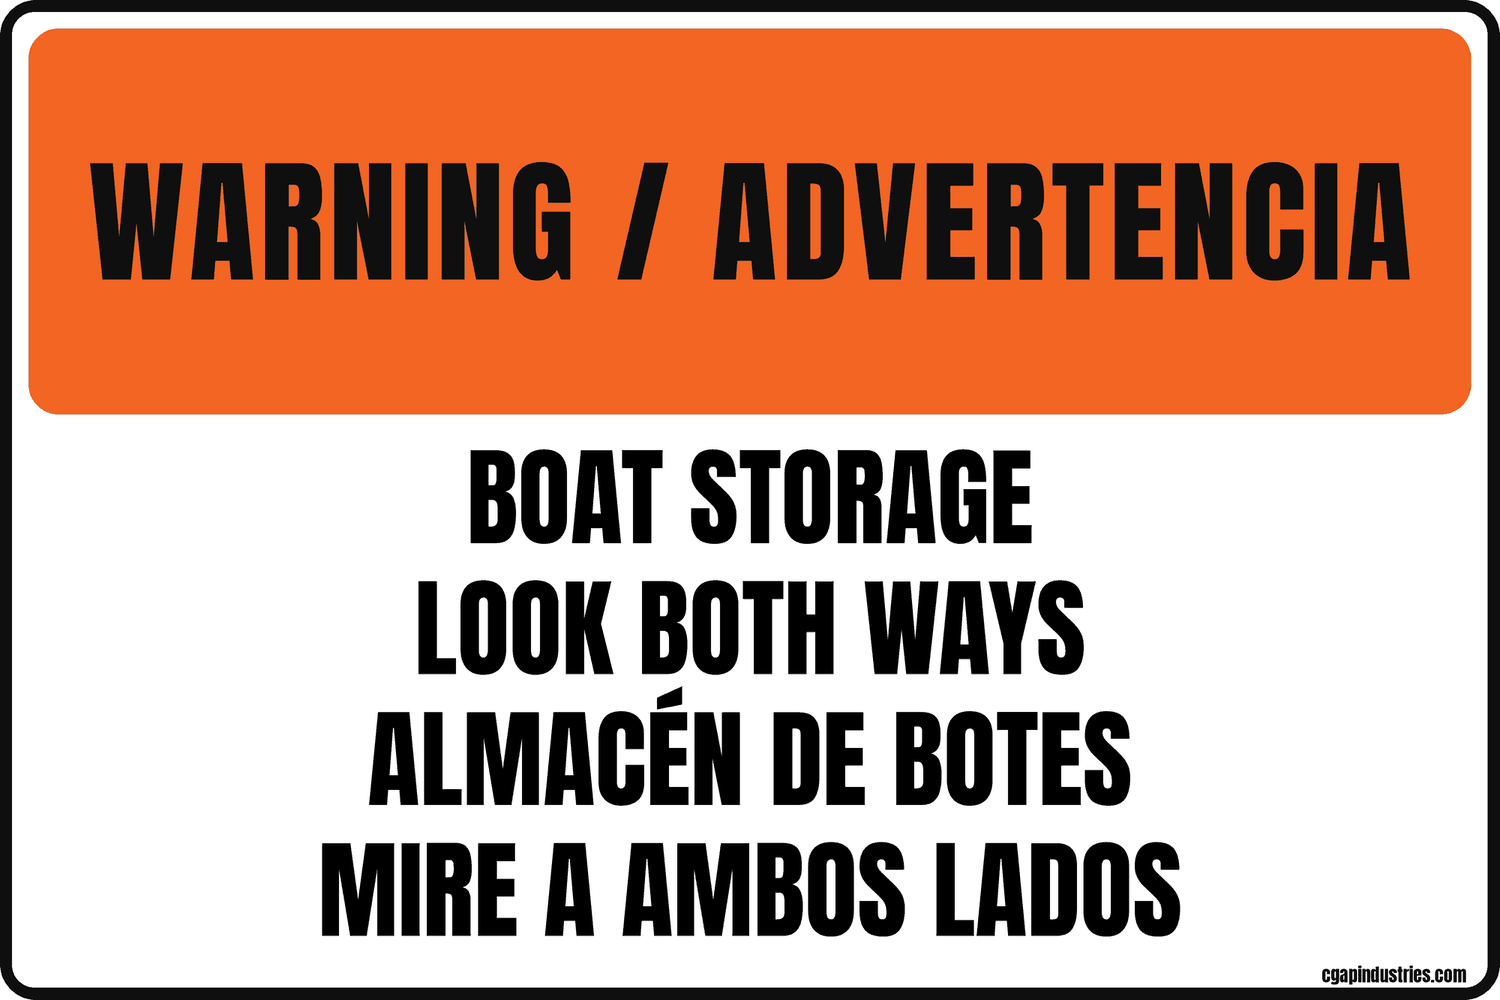 WARNING / ADVERTENCIA
BOAT STORAGE
LOOK BOTH WAYS
ALMACÉN DE BOTES
MIRE A AMBOS LADOS
cgapindustries.com